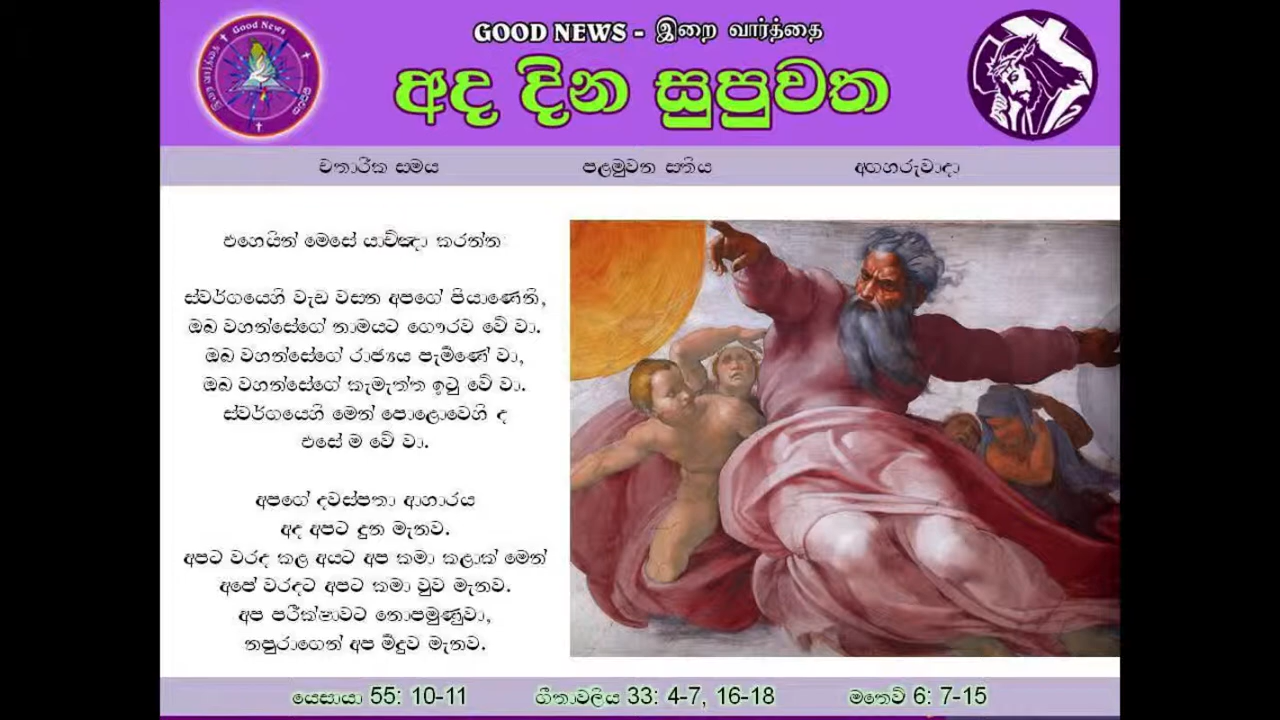 Good News
GOOD NEWS - இறை வார்த்தை
අද දින සුපුවත
චතාරික සමය
පළමුවන සතිය
අඟහරුවාදා
එහෙයින් මෙසේ යාච්ඤා කරන්න:
ස්වර්ගයෙහි වැඩ වසන අපගේ පියාණෙනි,
ඔබ වහන්සේගේ නාමයට ගෞරව වේ වා.
ඔබ වහන්සේගේ රාජ්‍යය පැමිණේ වා,
ඔබ වහන්සේගේ කැමැත්ත ඉටු වේ වා.
ස්වර්ගයෙහි මෙන් පොළොවෙහි ද
එසේ ම වේ වා.
අපගේ දවස්පතා ආහාරය
අද අපට දුන මැනව.
අපට වරද කළ අයට අප කමා කළාක් මෙන්
අපේ වරදට අපට කමා වුව මැනව.
අප පරීක්ෂාවට නොපමුණුවා,
නපුරාගෙන් අප මිදුව මැනව.
යෙසායා 55: 10-11
ගීතාවලිය 33: 4-7, 16-18
මතෙව් 6: 7-15